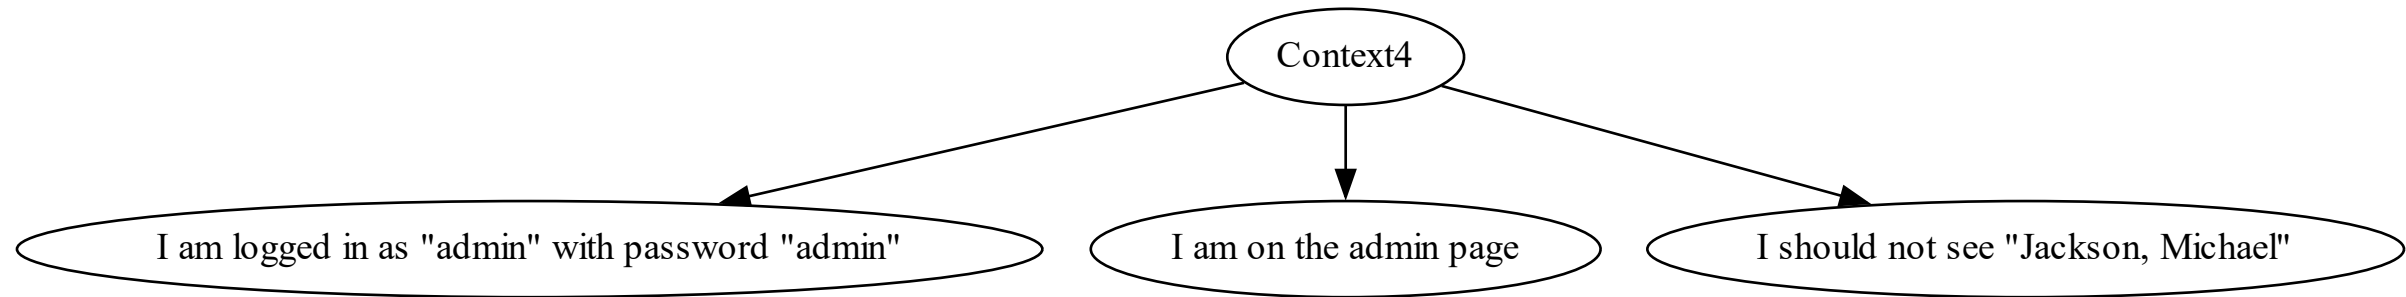 Context4
I am logged in as "admin" with password "admin"
I am on the admin page
I should not see "Jackson, Michael"